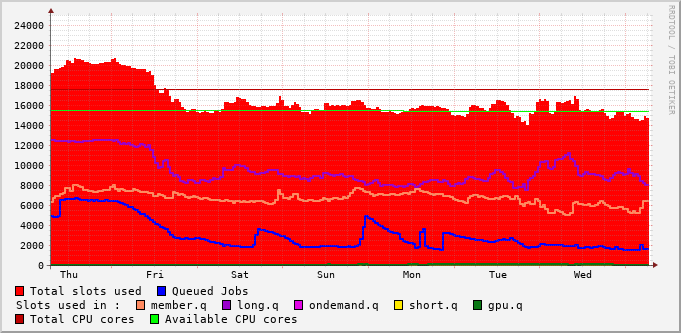 24000
22000
20000
18000
16000
14000
12000
10000
8000
6000
4000
2000
0
Thu Fri Sat Sun Mon Tue Wed
Total slots used Queued Jobs
Slots used in : member.q long.q ondemand.q short.q gpu.q
Total CPU cores Available CPU cores
RRDTOOL / TOBI OETIKER